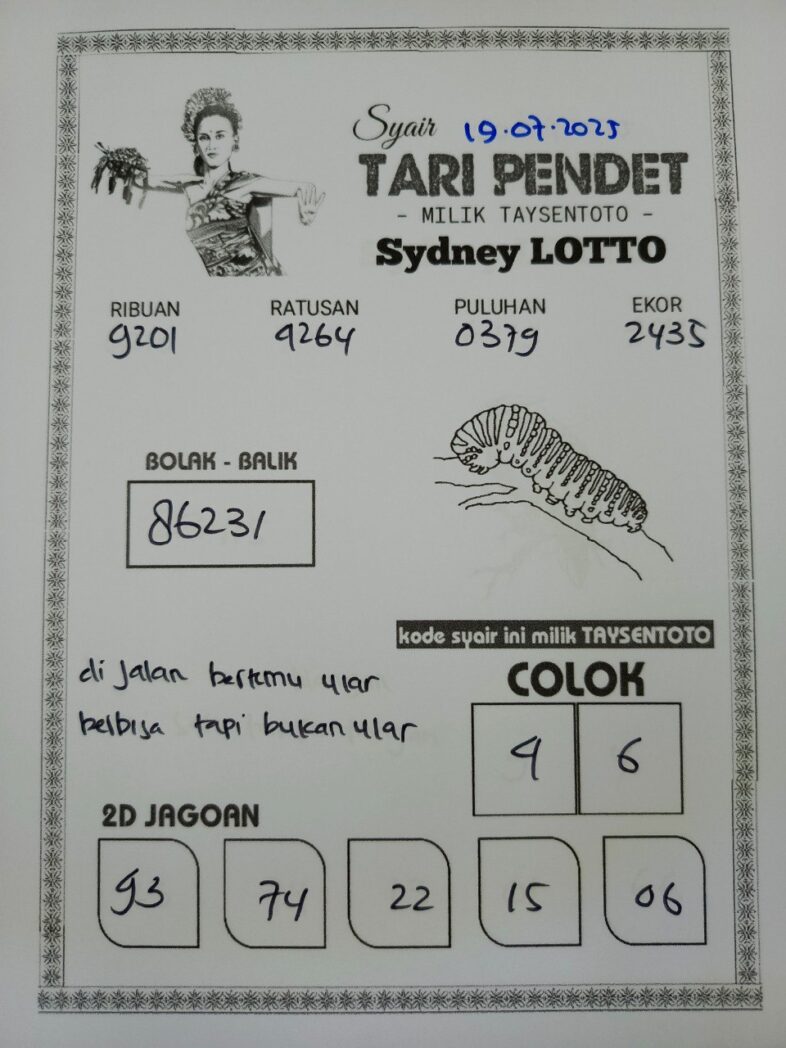 Syair 19.07.2025
TARI PENDET
- MILIK TAYSENTOTO -
Sydney LOTTO
RIBUAN RATUSAN PULUHAN EKOR
9201 9264 0379 2435
BOLAK - BALIK
86231
kode syair ini milik TAYSENTOTO
di jalan bertemu ular
belbisa tapi bukan ular
COLOK
9 6
2D JAGOAN
93 74 22 15 06